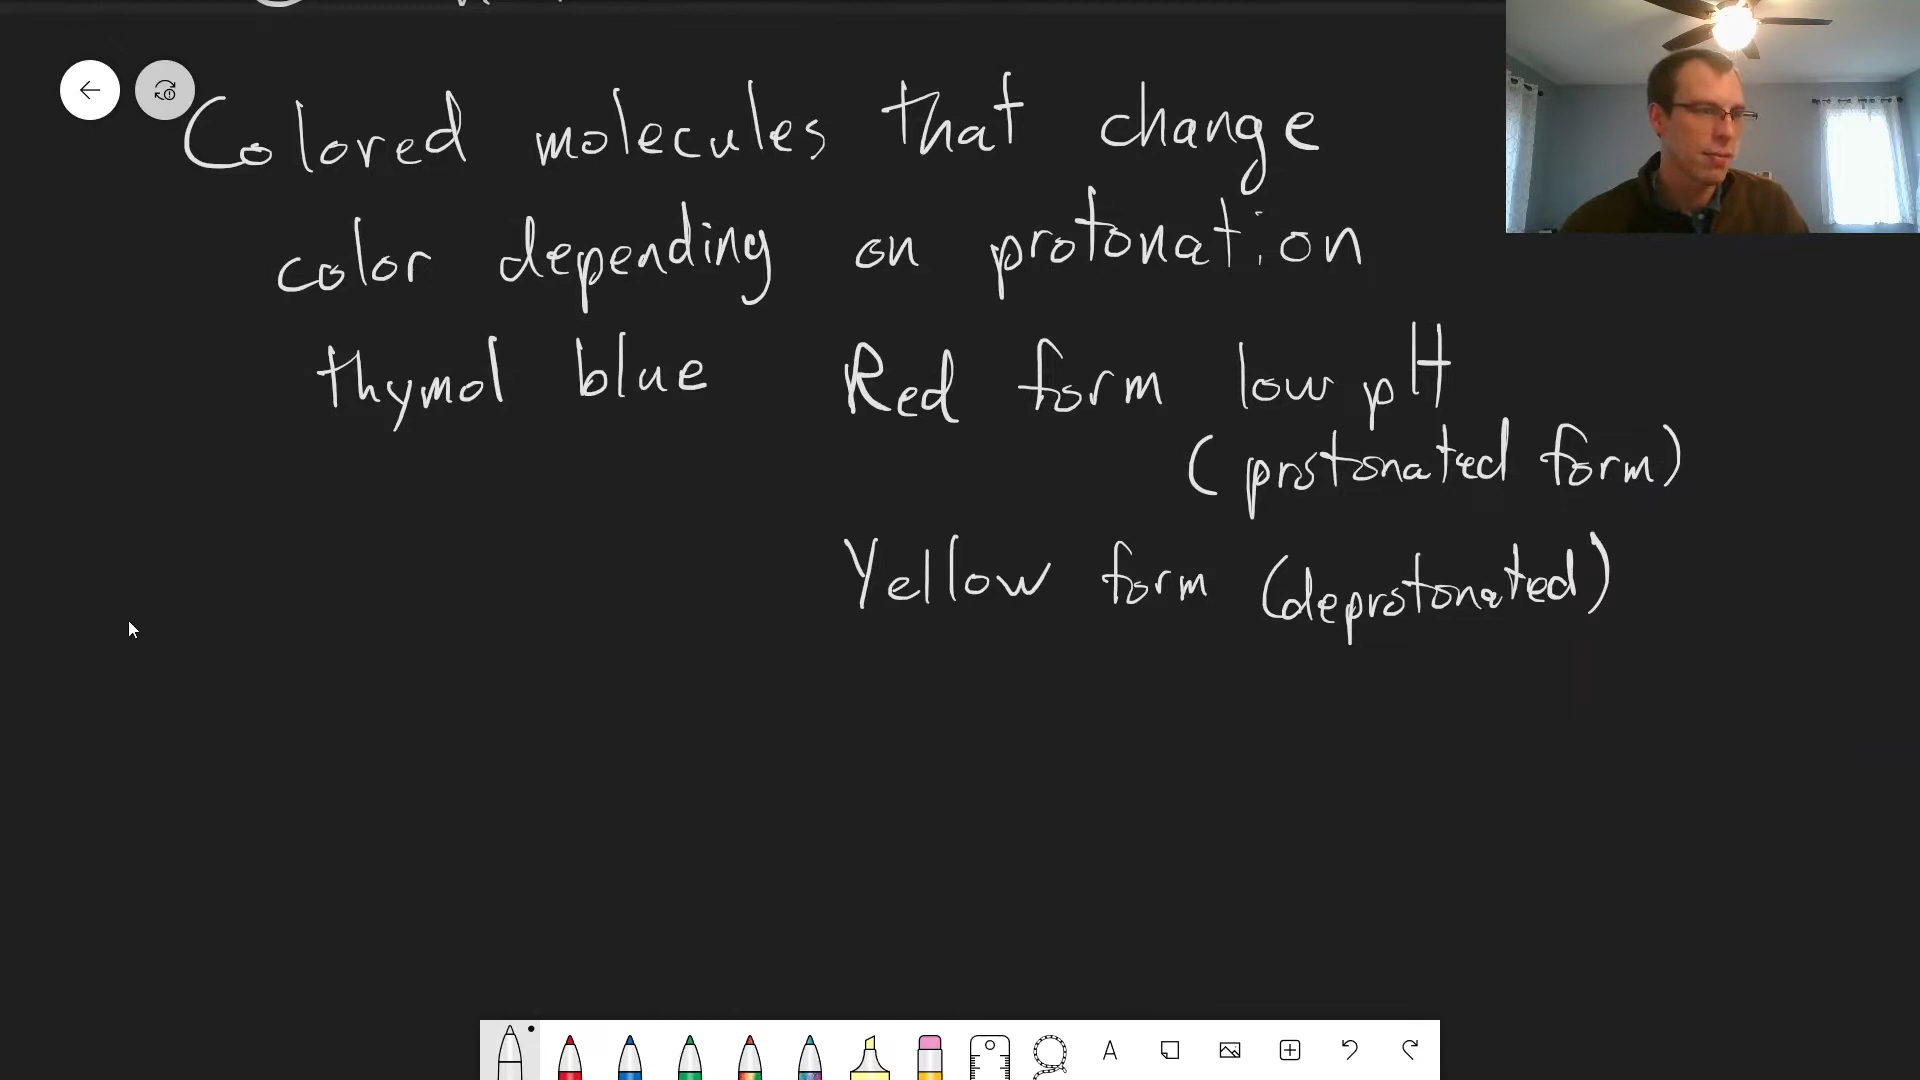 Colored molecules that change
color depending on protonation
thymol blue Red form low pH
(protonated form)
Yellow form (deprotonated)
A